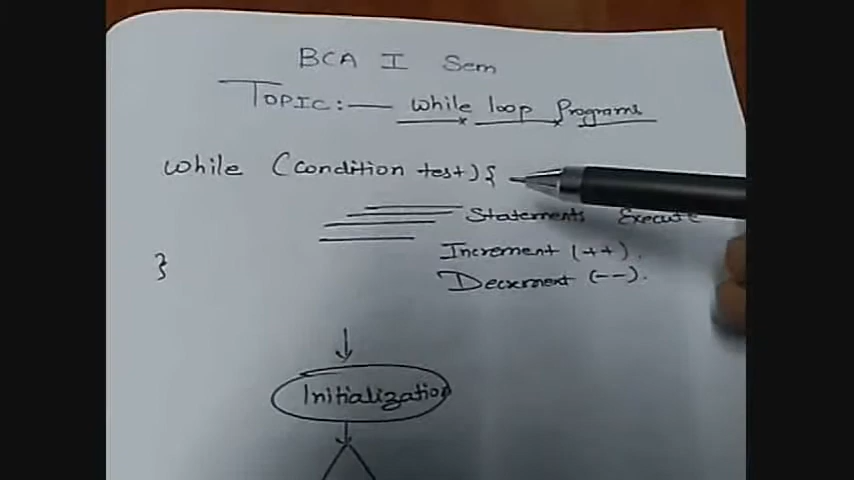 BCA I Sem
TOPIC:— while loop Programs
while (Condition test){
Statements Execute
Increment (++).
Decrement (--).
}
Initialization